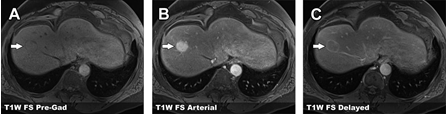 A
B
C
T1W FS Pre-Gad
T1W FS Arterial
T1W FS Delayed